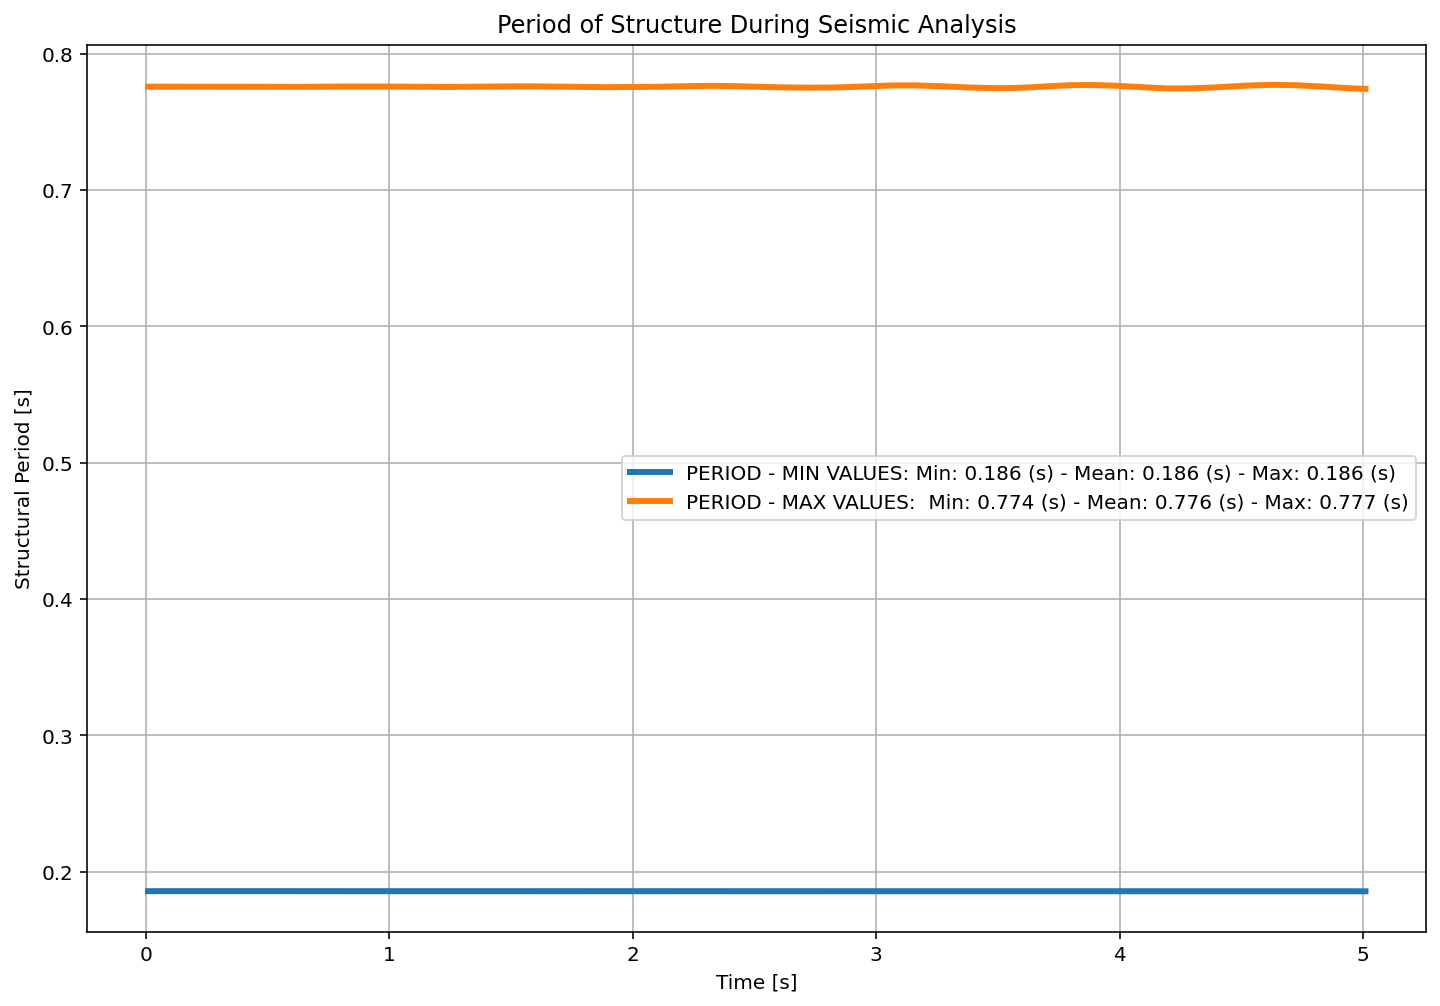 Period of Structure During Seismic Analysis
0.8
0.7
0.6
0.5
0.4
0.3
0.2
Structural Period [s]
PERIOD - MIN VALUES: Min: 0.186 (s) - Mean: 0.186 (s) - Max: 0.186 (s)
PERIOD - MAX VALUES:  Min: 0.774 (s) - Mean: 0.776 (s) - Max: 0.777 (s)
0 1 2 3 4 5
Time [s]